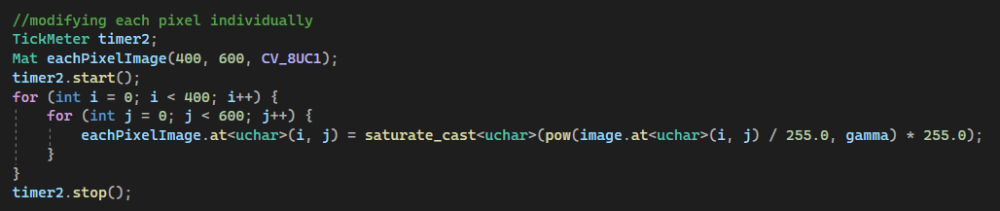 //modifying each pixel individually
TickMeter timer2;
Mat eachPixelImage(400, 600, CV_8UC1);
timer2.start();
for (int i = 0; i < 400; i++) {
    for (int j = 0; j < 600; j++) {
        eachPixelImage.at<uchar>(i, j) = saturate_cast<uchar>(pow(image.at<uchar>(i, j) / 255.0, gamma) * 255.0);
    }
}
timer2.stop();